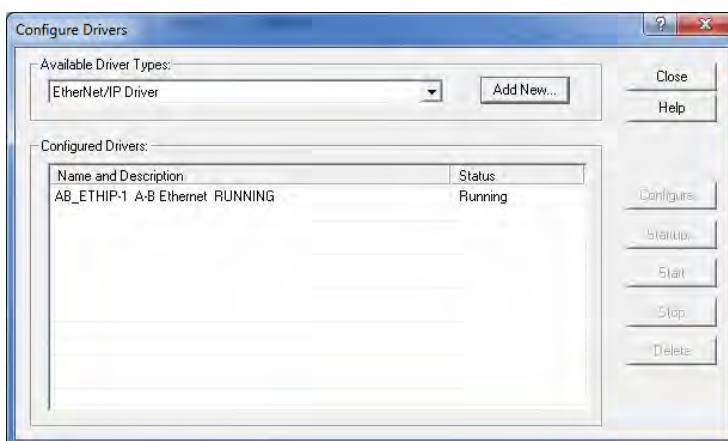 Configure Drivers
Available Driver Types:
EtherNet/IP Driver
Add New...
Close
Help
Configured Drivers:
Name and Description Status
AB_ETHIP-1 A-B Ethernet RUNNING Running
Configure...
Startup...
Start
Stop
Delete